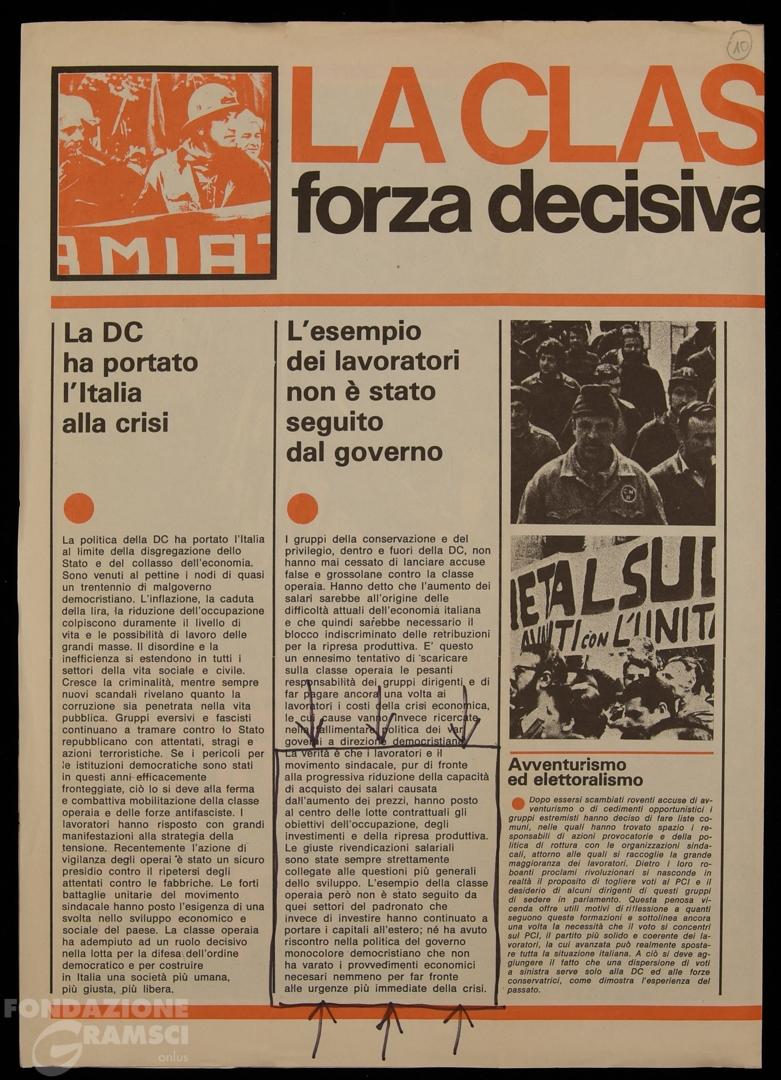 10
LA CLAS
forza decisiva
AMIAT
La DC
ha portato
l'Italia
alla crisi
La politica della DC ha portato l'Italia
al limite della disgregazione dello
Stato e del collasso dell'economia.
Sono venuti al pettine i nodi di quasi
un trentennio di malgoverno
democristiano. L'inflazione, la caduta
della lira, la riduzione dell'occupazione
colpiscono duramente il livello di
vita e le possibilità di lavoro delle
grandi masse. Il disordine e la
inefficienza si estendono in tutti i
settori della vita sociale e civile.
Cresce la criminalità, mentre sempre
nuovi scandali rivelano quanto la
corruzione sia penetrata nella vita
pubblica. Gruppi eversivi e fascisti
continuano a tramare contro lo Stato
repubblicano con attentati, stragi e
azioni terroristiche. Se i pericoli per
le istituzioni democratiche sono stati
in questi anni efficacemente
fronteggiate, ciò lo si deve alla ferma
e combattiva mobilitazione della classe
operaia e delle forze antifasciste. I
lavoratori hanno risposto con grandi
manifestazioni alla strategia della
tensione. Recentemente l'azione di
vigilanza degli operai è stato un sicuro
presidio contro il ripetersi degli
attentati contro le fabbriche. Le forti
battaglie unitarie del movimento
sindacale hanno posto l'esigenza di una
svolta nello sviluppo economico e
sociale del paese. La classe operaia
ha adempiuto ad un ruolo decisivo
nella lotta per la difesa dell'ordine
democratico e per costruire
in Italia una società più umana,
più giusta, più libera.
L'esempio
dei lavoratori
non è stato
seguito
dal governo
I gruppi della conservazione e del
privilegio, dentro e fuori della DC, non
hanno mai cessato di lanciare accuse
false e grossolane contro la classe
operaia. Hanno detto che l'aumento dei
salari sarebbe all'origine delle
difficoltà attuali dell'economia italiana
e che quindi sarebbe necessario il
blocco indiscriminato delle retribuzioni
per la ripresa produttiva. E' questo
un ennesimo tentativo di scaricare
sulla classe operaia le pesanti
responsabilità dei gruppi dirigenti e di
far pagare ancora una volta ai
lavoratori i costi della crisi economica,
le cui cause vanno invece ricercate
nella fallimentare politica dei vari
governi a direzione democristiana.
La verità è che i lavoratori e il
movimento sindacale, pur di fronte
alla progressiva riduzione della capacità
di acquisto dei salari causata
dall'aumento dei prezzi, hanno posto
al centro delle lotte contrattuali gli
obiettivi dell'occupazione, degli
investimenti e della ripresa produttiva.
Le giuste rivendicazioni salariali
sono state sempre strettamente
collegate alle questioni più generali
dello sviluppo. L'esempio della classe
operaia però non è stato seguito da
quei settori del padronato che
invece di investire hanno continuato a
portare i capitali all'estero; né ha avuto
riscontro nella politica del governo
monocolore democristiano che non
ha varato i provvedimenti economici
necesari nemmeno per far fronte
alle urgenze più immediate della crisi.
ETALSUD
AVANTI CON L'UNITA
Avventurismo
ed elettoralismo
Dopo essersi scambiati roventi accuse di av-
venturismo o di cedimenti opportunistici i
gruppi estremisti hanno deciso di fare liste co-
muni, nelle quali hanno trovato spazio i re-
sponsabili di azioni provocatorie e della po-
litica di rottura con le organizzazioni sinda-
cali, attorno alle quali si raccoglie la grande
maggioranza dei lavoratori. Dietro i loro ro-
boanti proclami rivoluzionari si nasconde in
realtà il proposito di togliere voti al PCI e il
desiderio di alcuni dirigenti di questi gruppi
di sedere in parlamento. Questa penosa vi-
cenda offre utili motivi di riflessione a quanti
seguono queste formazioni e sottolinea ancora
una volta la necessità che il voto si concentri
sul PCI, il partito più solido e coerente dei la-
voratori, la cui avanzata può realmente sposta-
re tutta la situazione italiana. A ciò si deve ag-
giungere il fatto che una dispersione di voti
a sinistra serve solo alla DC ed alle forze
conservatrici, come dimostra l'esperienza del
passato.
FONDAZIONE
GRAMSCI
onlus